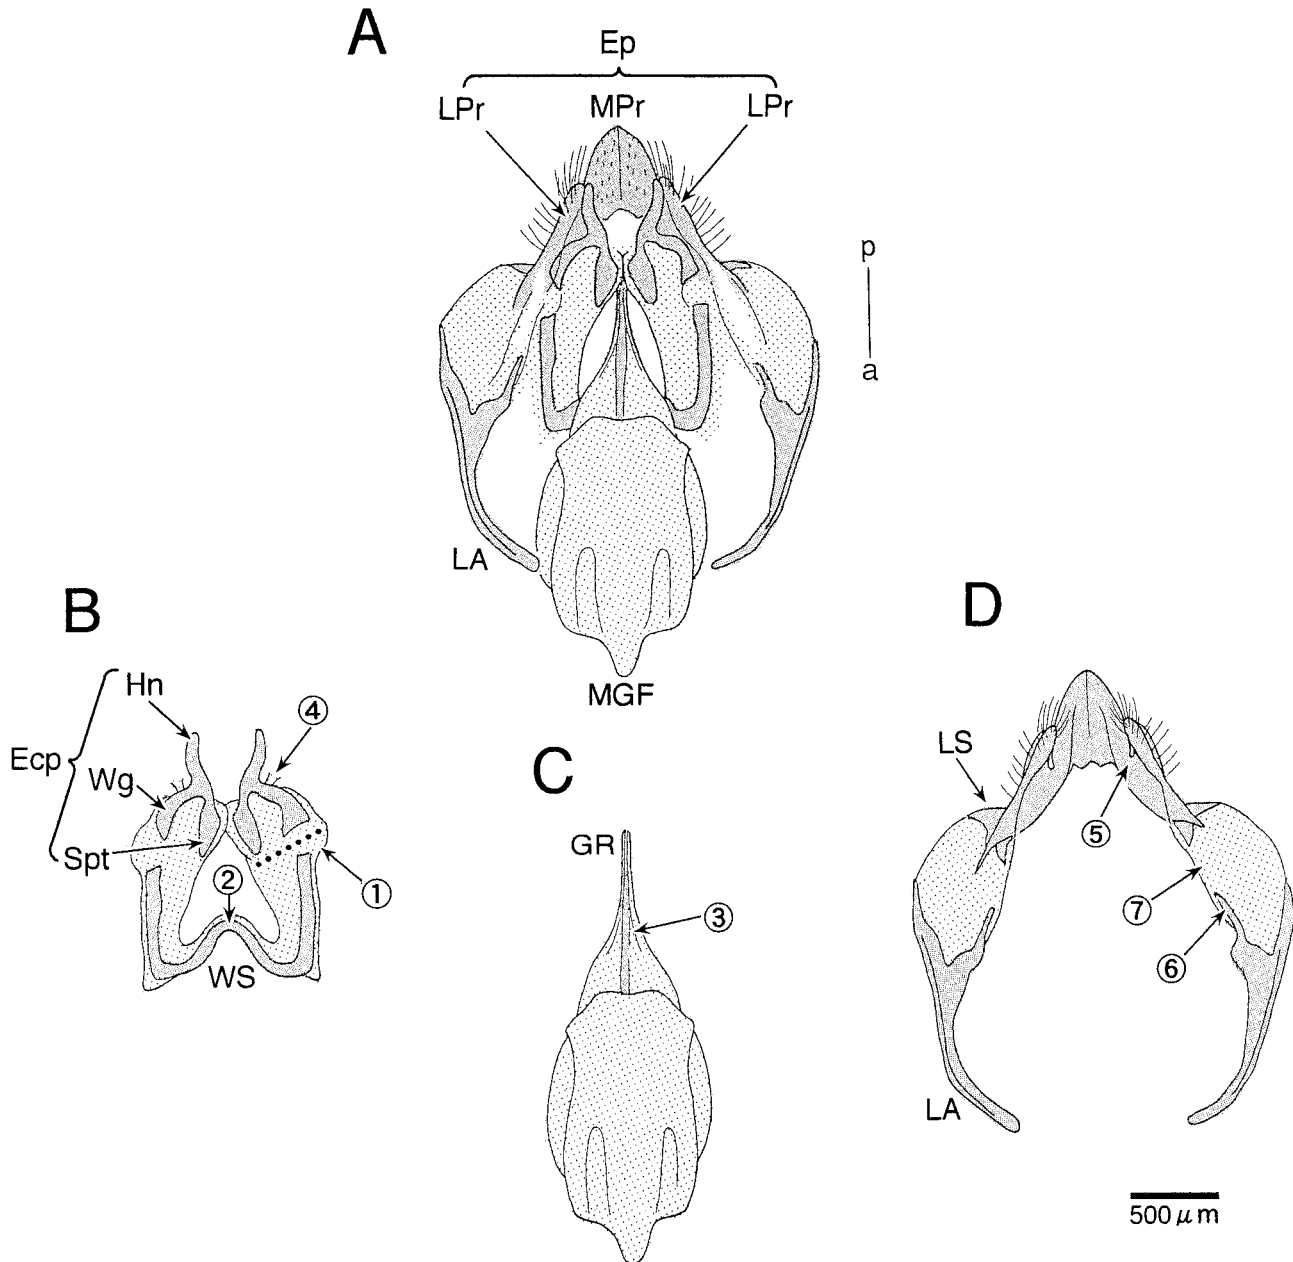 A
Ep
LPr MPr LPr
p
a
LA
MGF
B
Hn
④
Ecp
Wg
Spt
②
①
WS
C
GR
③
D
LS
⑤
⑦
⑥
LA
500 μm